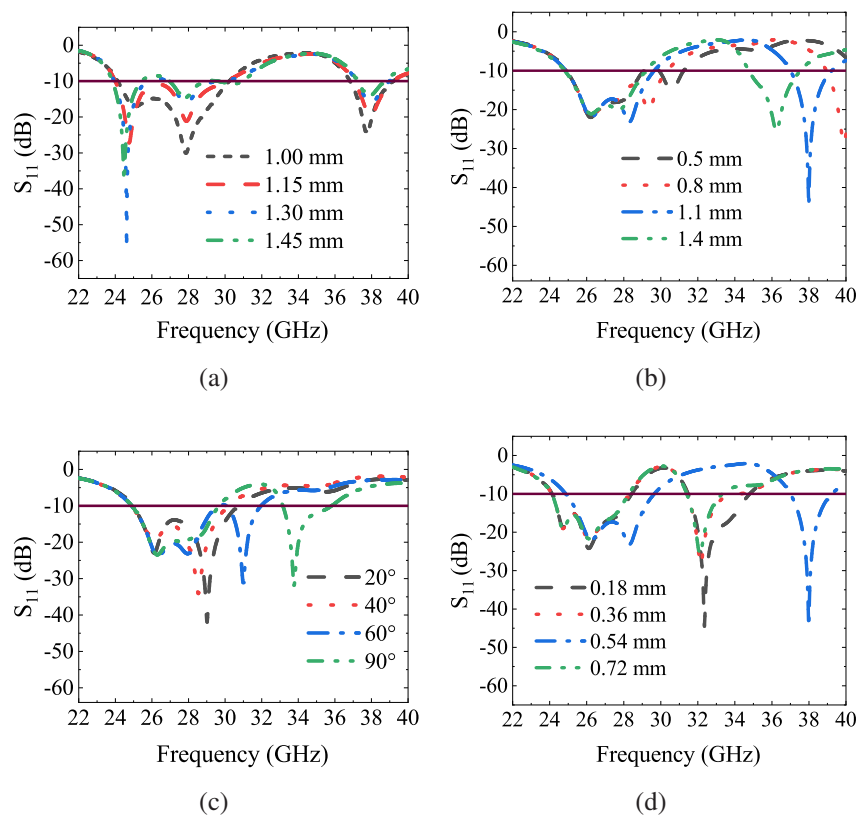 0
-10
-20
-30
-40
-50
-60
S11 (dB)
1.00 mm
1.15 mm
1.30 mm
1.45 mm
22 24 26 28 30 32 34 36 38 40
Frequency (GHz)
(a)
0
-10
-20
-30
-40
-50
-60
S11 (dB)
0.5 mm
0.8 mm
1.1 mm
1.4 mm
22 24 26 28 30 32 34 36 38 40
Frequency (GHz)
(b)
0
-10
-20
-30
-40
-50
-60
S11 (dB)
20°
40°
60°
90°
22 24 26 28 30 32 34 36 38 40
Frequency (GHz)
(c)
0
-10
-20
-30
-40
-50
-60
S11 (dB)
0.18 mm
0.36 mm
0.54 mm
0.72 mm
22 24 26 28 30 32 34 36 38 40
Frequency (GHz)
(d)